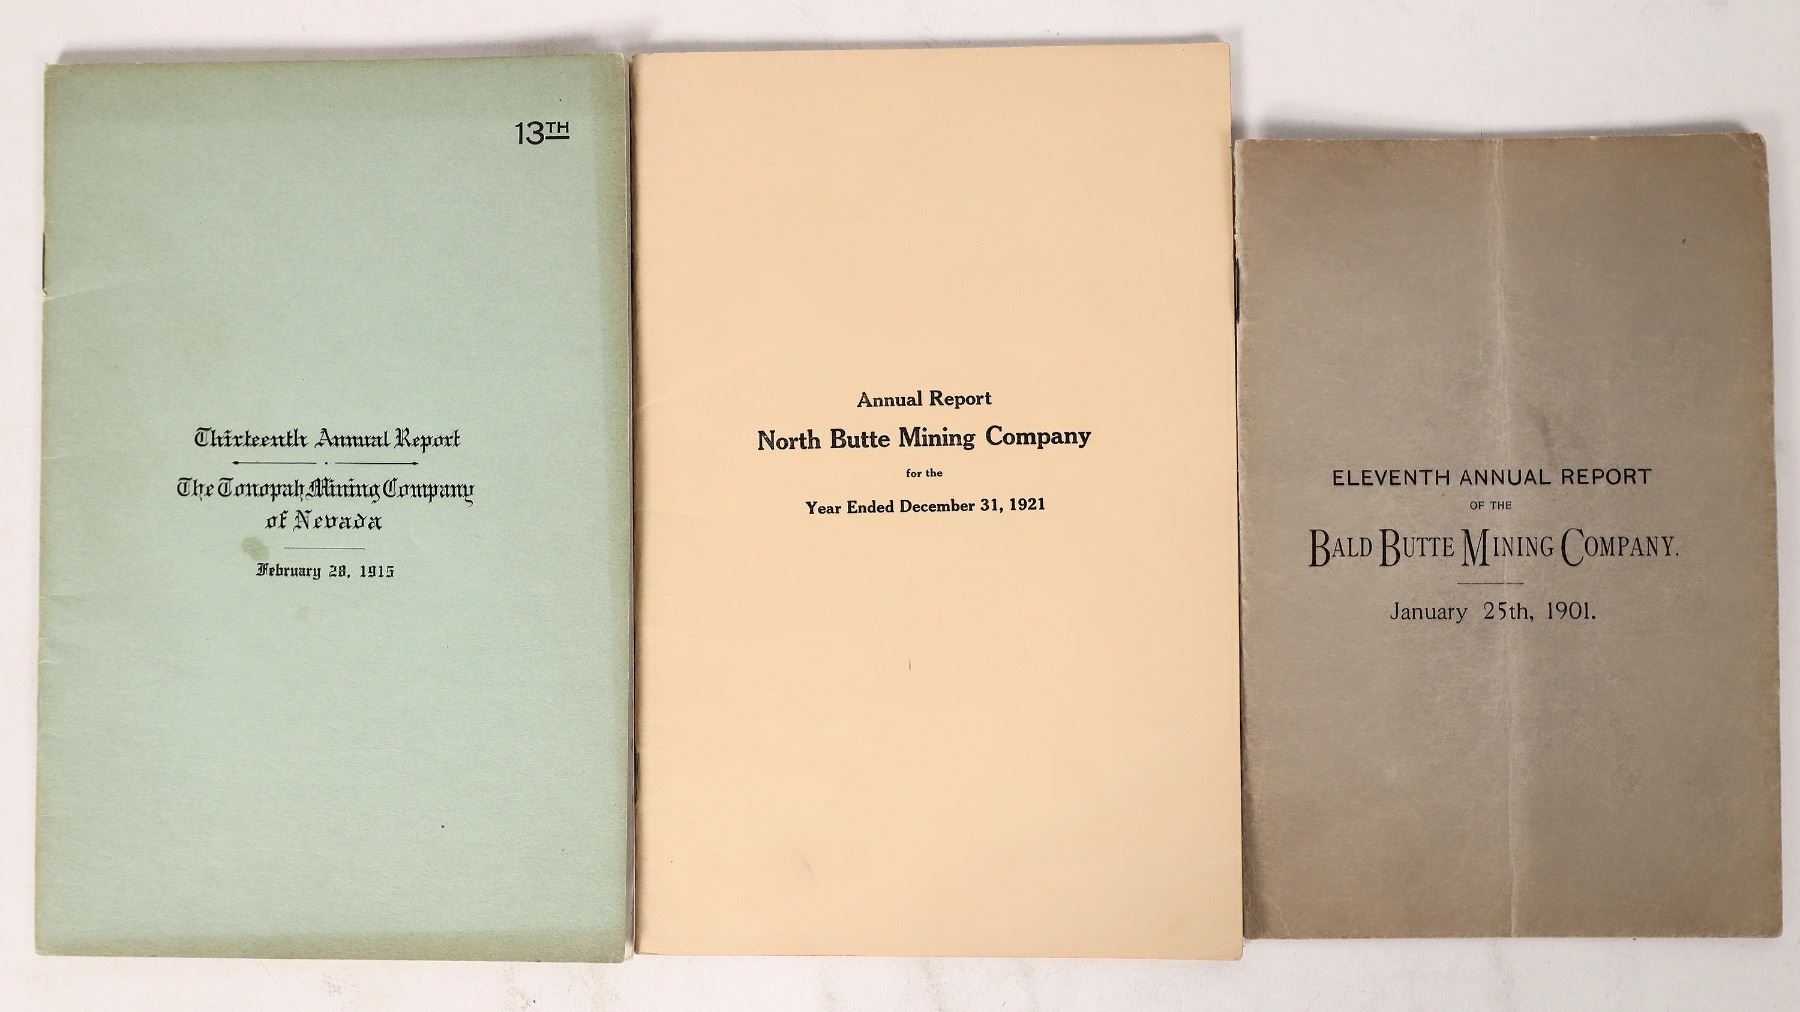 13TH
Thirteenth Annual Report
The Tonopah Mining Company
of Nevada
February 28, 1915
Annual Report
North Butte Mining Company
for the
Year Ended December 31, 1921
ELEVENTH ANNUAL REPORT
OF THE
BALD BUTTE MINING COMPANY.
January 25th, 1901.